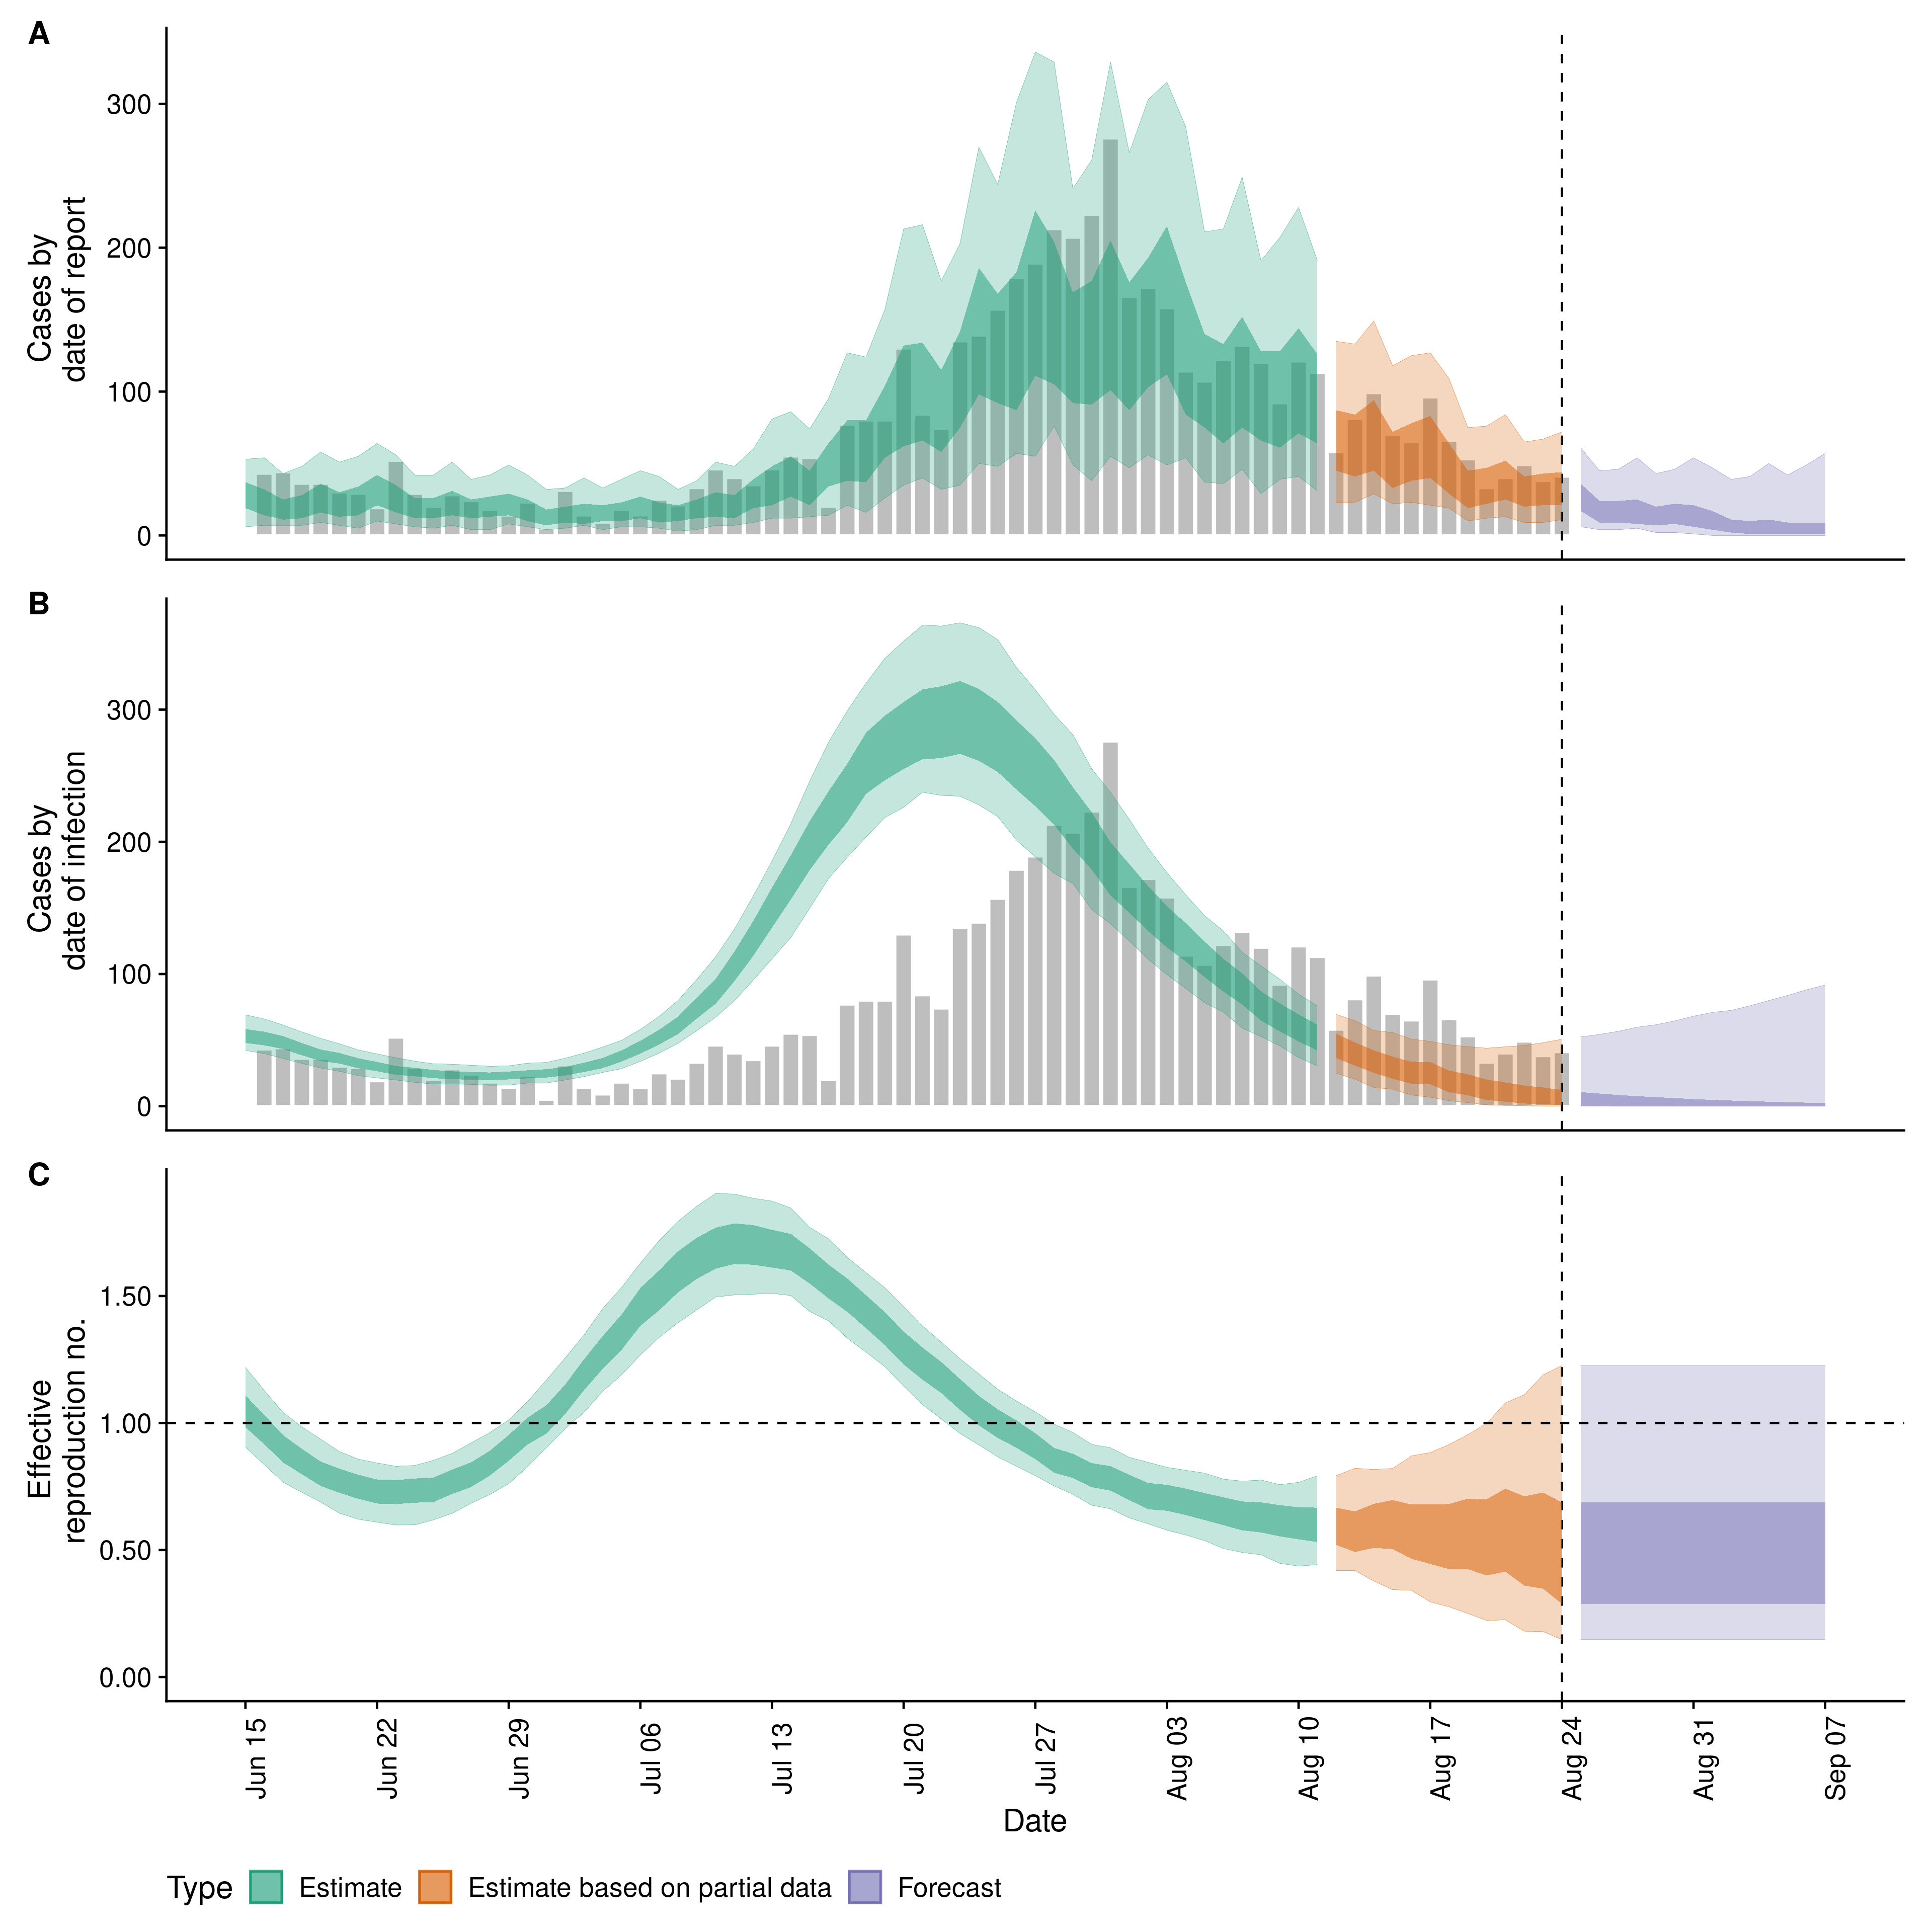 A
Cases by
date of report
300
200
100
0
B
Cases by
date of infection
300
200
100
0
C
Effective
reproduction no.
1.50
1.00
0.50
0.00
Jun 15
Jun 22
Jun 29
Jul 06
Jul 13
Jul 20
Jul 27
Aug 03
Aug 10
Aug 17
Aug 24
Aug 31
Sep 07
Date
Type Estimate Estimate based on partial data Forecast